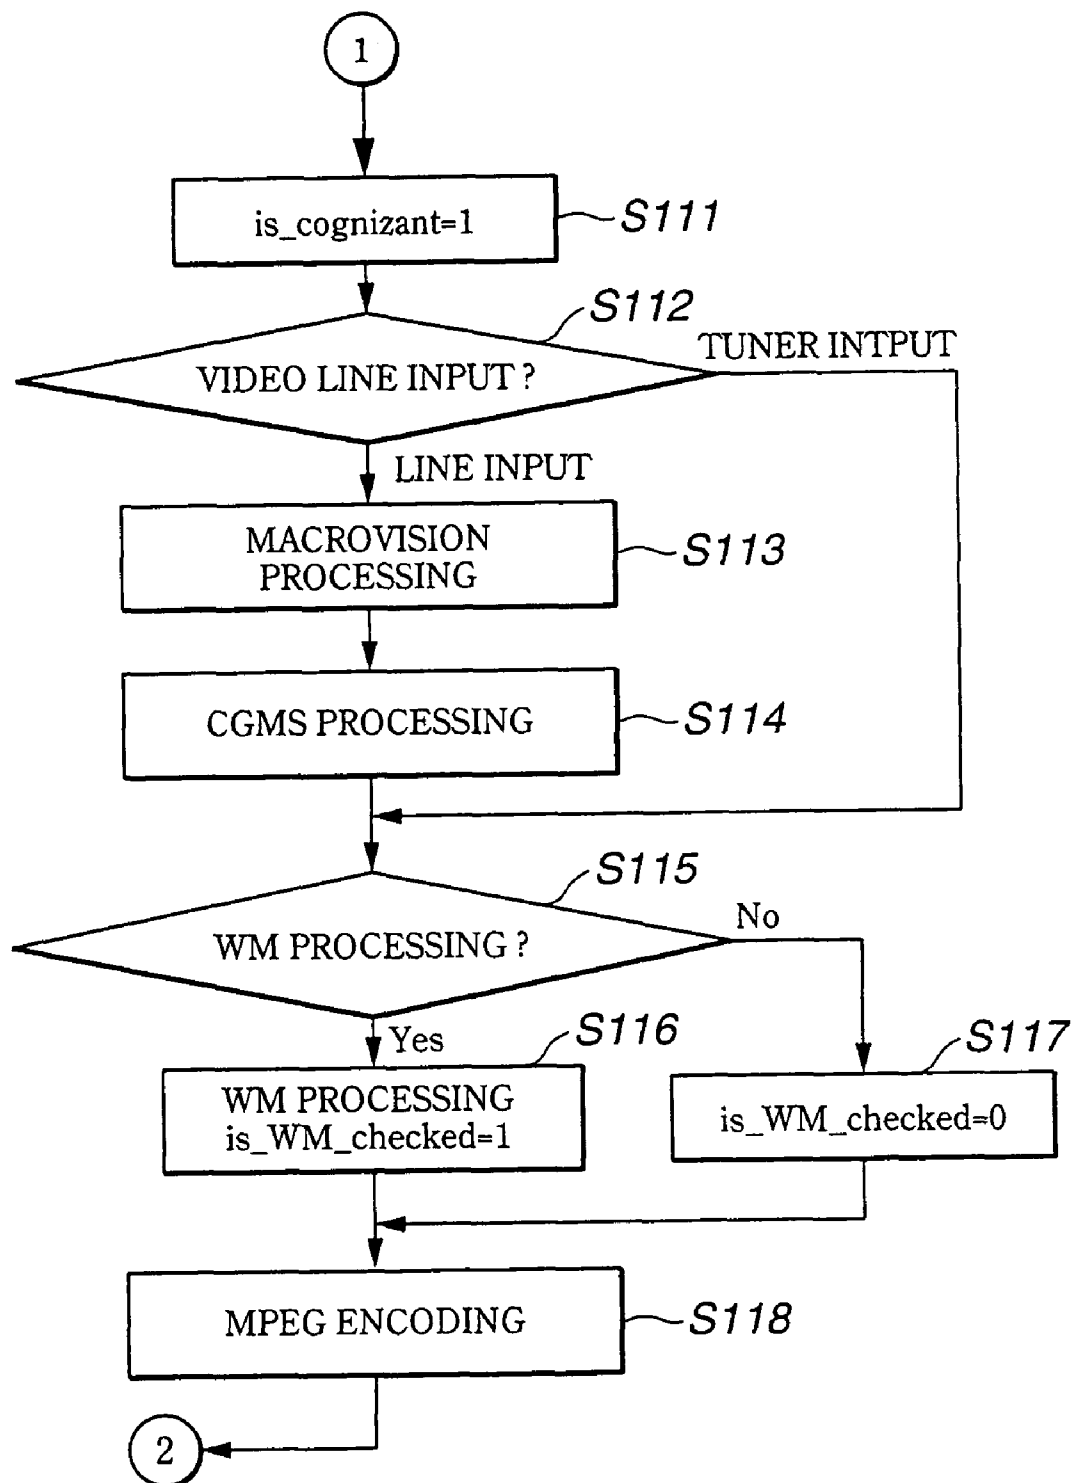 1
is_cognizant=1
S111
S112
VIDEO LINE INPUT ?
TUNER INTPUT
LINE INPUT
MACROVISION
PROCESSING
S113
CGMS PROCESSING
S114
S115
WM PROCESSING ?
No
Yes
S116
WM PROCESSING
is_WM_checked=1
S117
is_WM_checked=0
MPEG ENCODING
S118
2